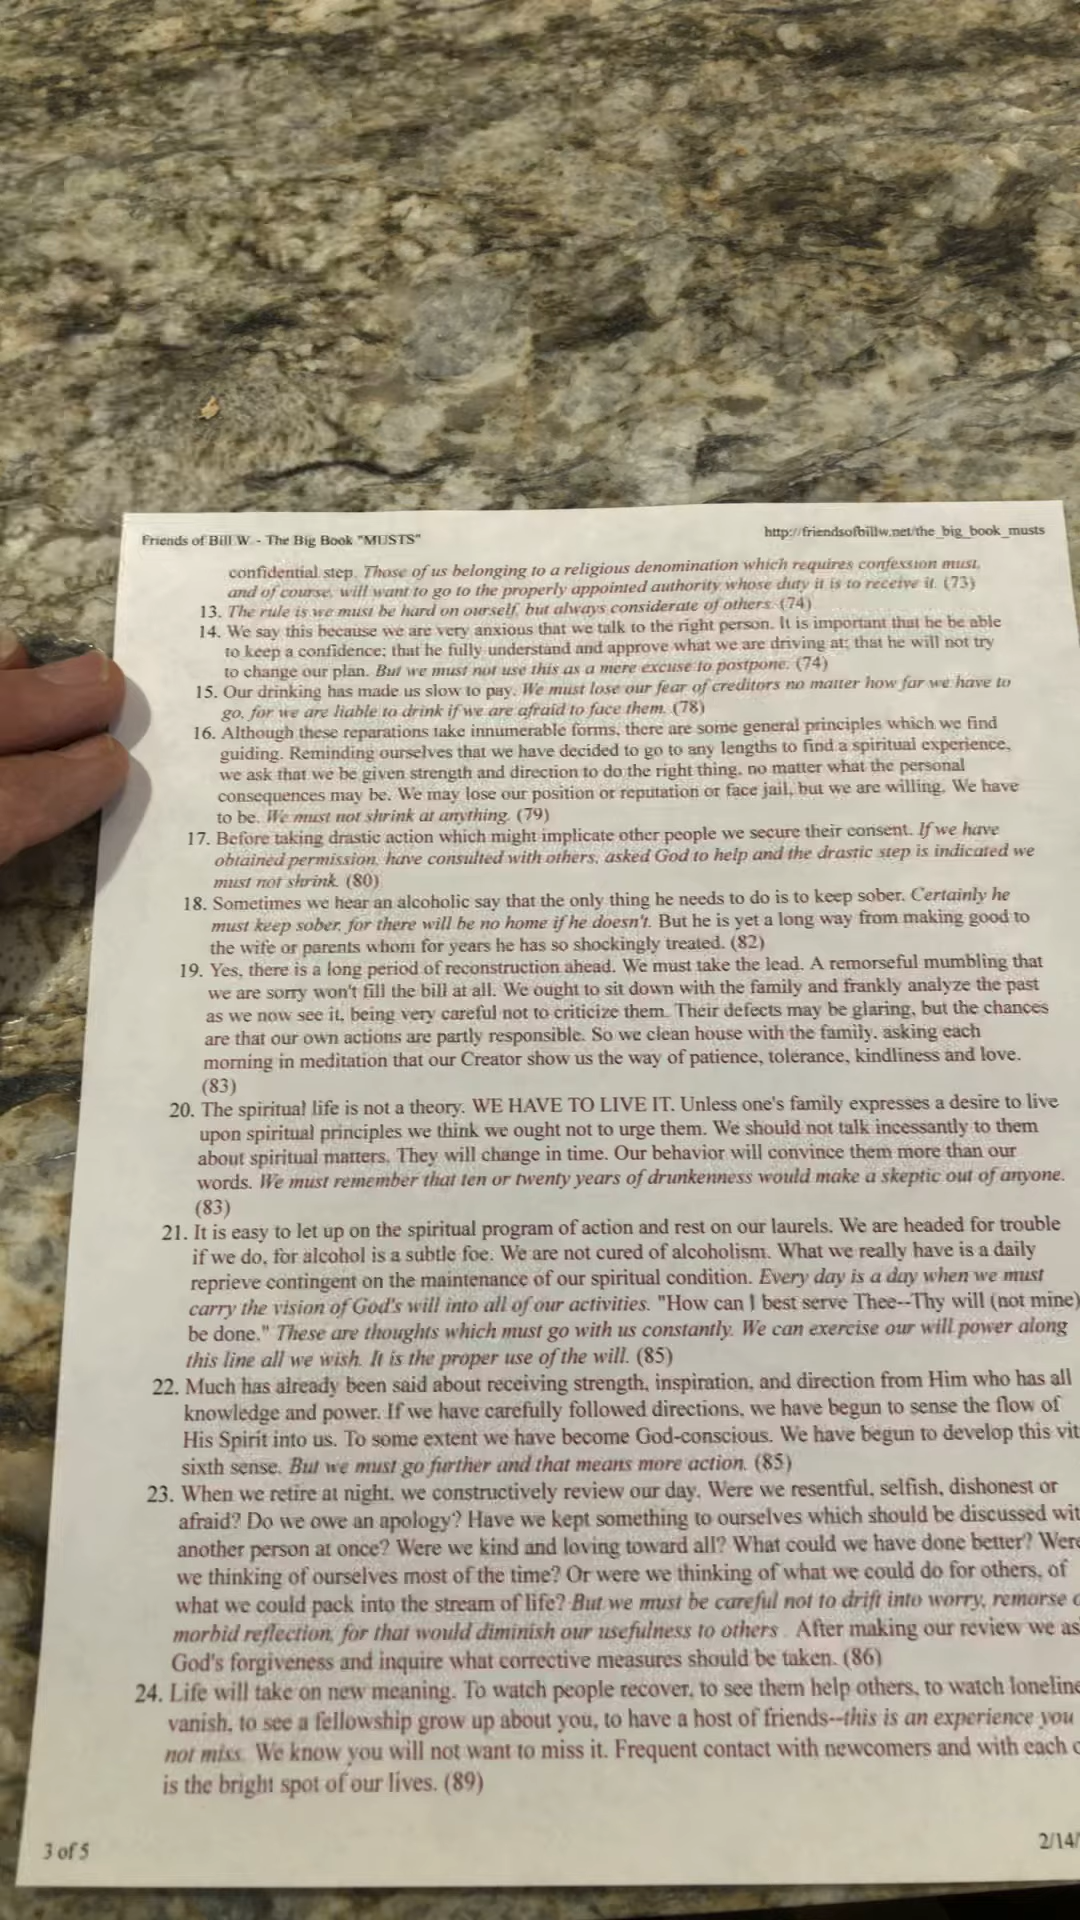 Friends of Bill W. - The Big Book "MUSTS"
http://friendsofbillw.net/the_big_book_musts
confidential step. Those of us belonging to a religious denomination which requires confession must,
and of course, will want to go to the properly appointed authority whose duty it is to receive it. (73)
13. The rule is we must be hard on ourself, but always considerate of others. (74)
14. We say this because we are very anxious that we talk to the right person. It is important that he be able
to keep a confidence; that he fully understand and approve what we are driving at; that he will not try
to change our plan. But we must not use this as a mere excuse to postpone. (74)
15. Our drinking has made us slow to pay. We must lose our fear of creditors no matter how far we have to
go, for we are liable to drink if we are afraid to face them. (78)
16. Although these reparations take innumerable forms, there are some general principles which we find
guiding. Reminding ourselves that we have decided to go to any lengths to find a spiritual experience,
we ask that we be given strength and direction to do the right thing, no matter what the personal
consequences may be. We may lose our position or reputation or face jail, but we are willing. We have
to be. We must not shrink at anything. (79)
17. Before taking drastic action which might implicate other people we secure their consent. If we have
obtained permission, have consulted with others, asked God to help and the drastic step is indicated we
must not shrink. (80)
18. Sometimes we hear an alcoholic say that the only thing he needs to do is to keep sober. Certainly he
must keep sober, for there will be no home if he doesn't. But he is yet a long way from making good to
the wife or parents whom for years he has so shockingly treated. (82)
19. Yes, there is a long period of reconstruction ahead. We must take the lead. A remorseful mumbling that
we are sorry won't fill the bill at all. We ought to sit down with the family and frankly analyze the past
as we now see it, being very careful not to criticize them. Their defects may be glaring, but the chances
are that our own actions are partly responsible. So we clean house with the family, asking each
morning in meditation that our Creator show us the way of patience, tolerance, kindliness and love.
(83)
20. The spiritual life is not a theory. WE HAVE TO LIVE IT. Unless one's family expresses a desire to live
upon spiritual principles we think we ought not to urge them. We should not talk incessantly to them
about spiritual matters. They will change in time. Our behavior will convince them more than our
words. We must remember that ten or twenty years of drunkenness would make a skeptic out of anyone.
(83)
21. It is easy to let up on the spiritual program of action and rest on our laurels. We are headed for trouble
if we do, for alcohol is a subtle foe. We are not cured of alcoholism. What we really have is a daily
reprieve contingent on the maintenance of our spiritual condition. Every day is a day when we must
carry the vision of God's will into all of our activities. "How can I best serve Thee--Thy will (not mine)
be done." These are thoughts which must go with us constantly. We can exercise our will power along
this line all we wish. It is the proper use of the will. (85)
22. Much has already been said about receiving strength, inspiration, and direction from Him who has all
knowledge and power. If we have carefully followed directions, we have begun to sense the flow of
His Spirit into us. To some extent we have become God-conscious. We have begun to develop this vit
sixth sense. But we must go further and that means more action. (85)
23. When we retire at night, we constructively review our day. Were we resentful, selfish, dishonest or
afraid? Do we owe an apology? Have we kept something to ourselves which should be discussed wit
another person at once? Were we kind and loving toward all? What could we have done better? Were
we thinking of ourselves most of the time? Or were we thinking of what we could do for others, of
what we could pack into the stream of life? But we must be careful not to drift into worry, remorse
morbid reflection, for that would diminish our usefulness to others. After making our review we as
God's forgiveness and inquire what corrective measures should be taken. (86)
24. Life will take on new meaning. To watch people recover, to see them help others, to watch loneline
vanish, to see a fellowship grow up about you, to have a host of friends--this is an experience you
not miss. We know you will not want to miss it. Frequent contact with newcomers and with each
is the bright spot of our lives. (89)
3 of 5
2/14/